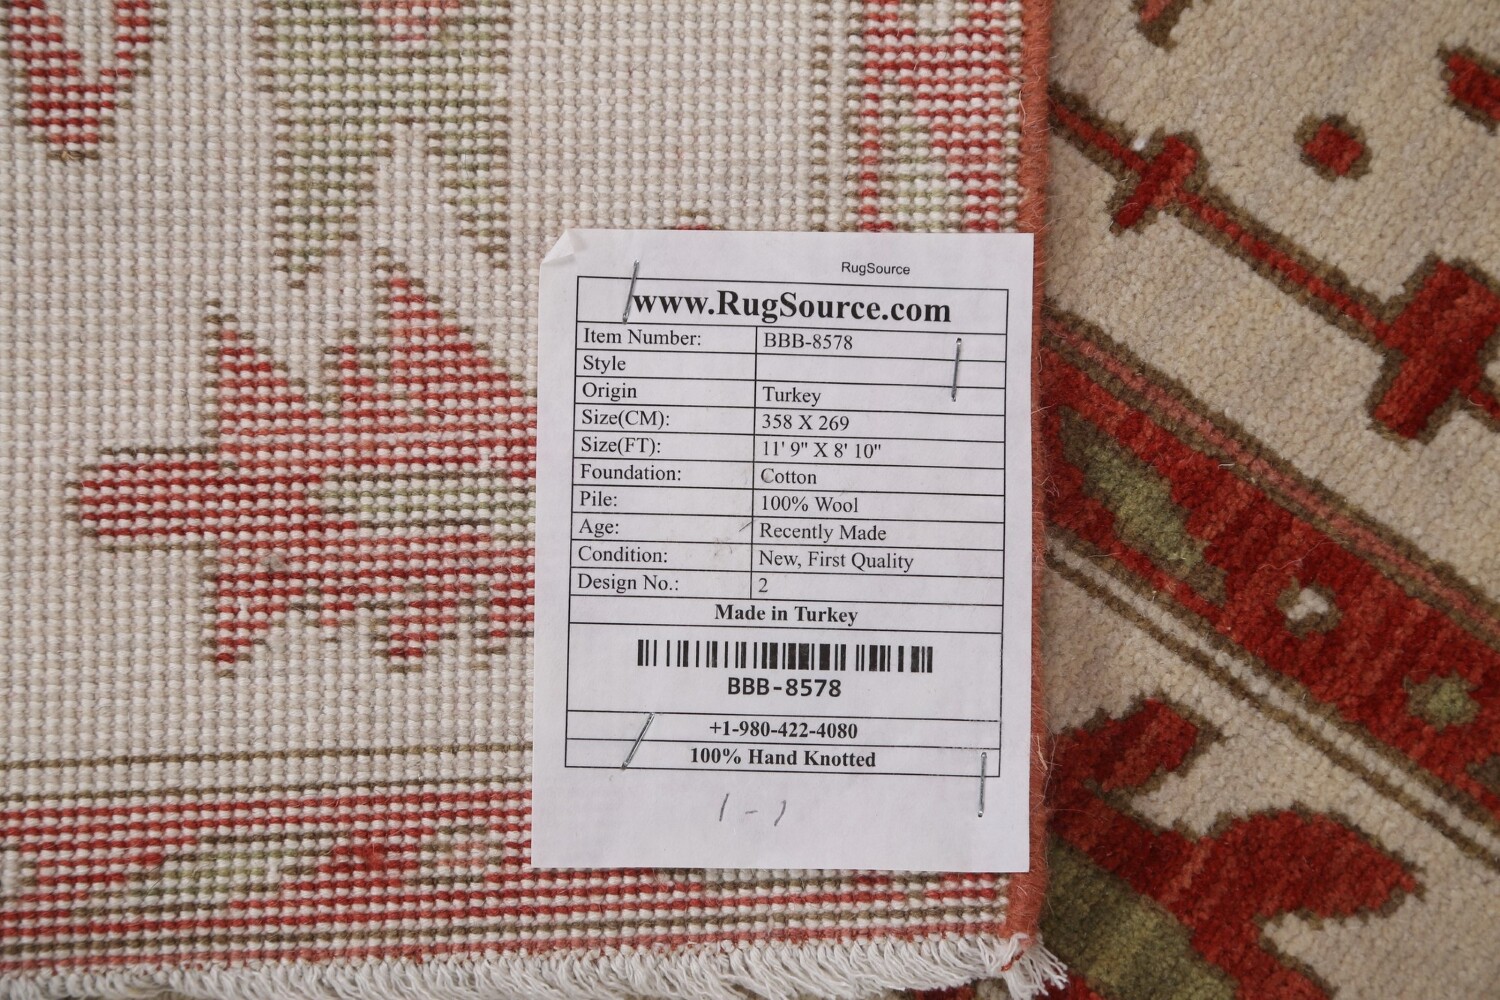 RugSource
www.RugSource.com
Item Number: BBB-8578
Style
Origin Turkey
Size(CM): 358 X 269
Size(FT): 11' 9" X 8' 10"
Foundation: Cotton
Pile: 100% Wool
Age: Recently Made
Condition: New, First Quality
Design No.: 2
Made in Turkey
BBB-8578
+1-980-422-4080
100% Hand Knotted
1-1